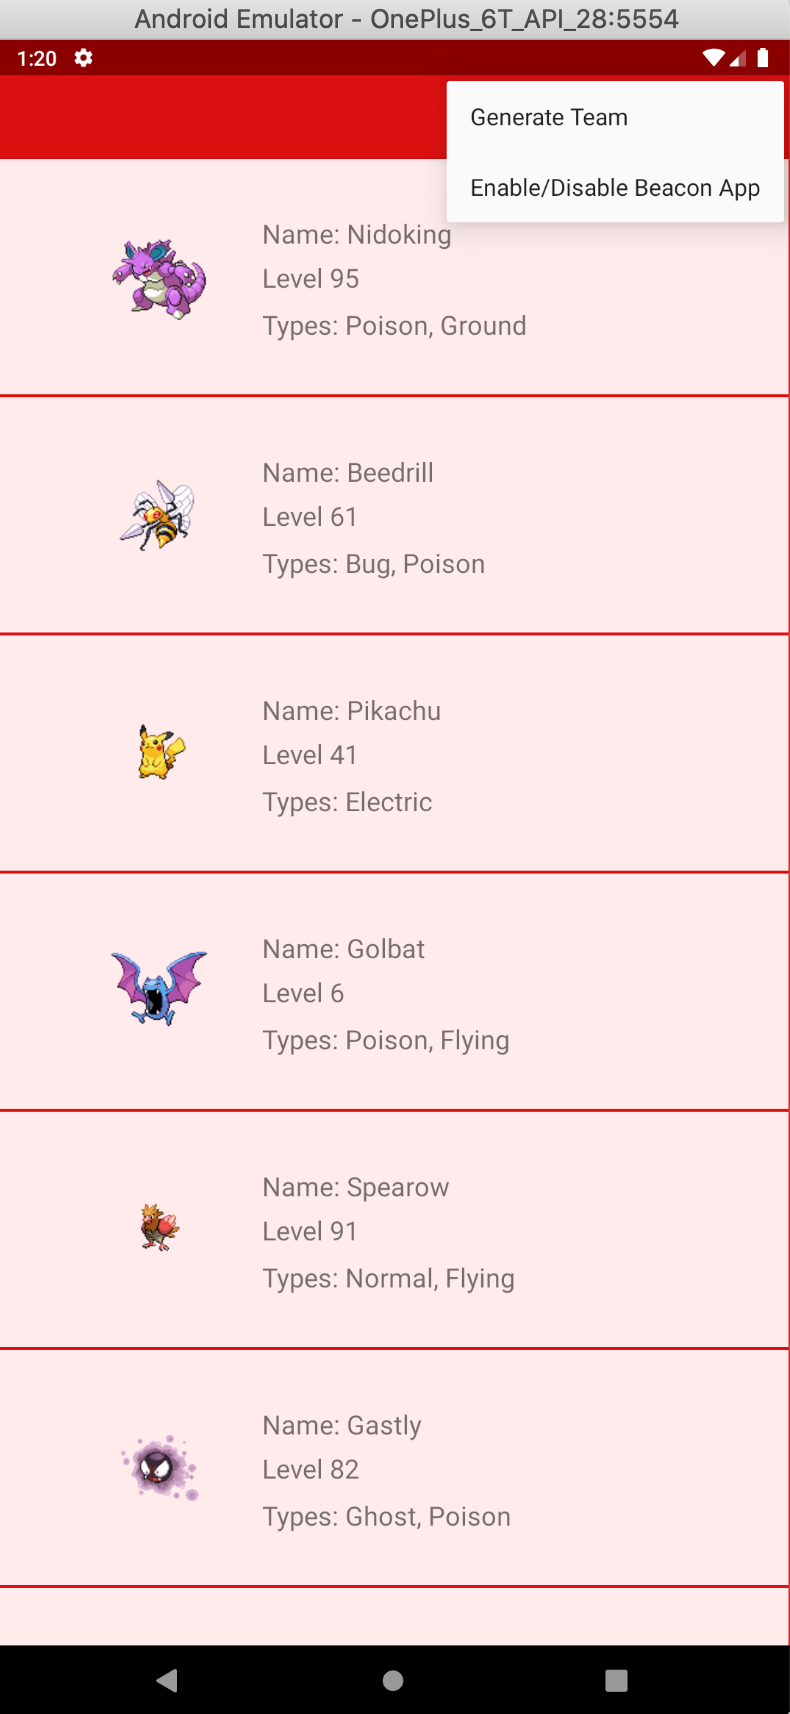 Android Emulator - OnePlus_6T_API_28:5554
1:20
Generate Team
Enable/Disable Beacon App
Name: Nidoking
Level 95
Types: Poison, Ground
Name: Beedrill
Level 61
Types: Bug, Poison
Name: Pikachu
Level 41
Types: Electric
Name: Golbat
Level 6
Types: Poison, Flying
Name: Spearow
Level 91
Types: Normal, Flying
Name: Gastly
Level 82
Types: Ghost, Poison